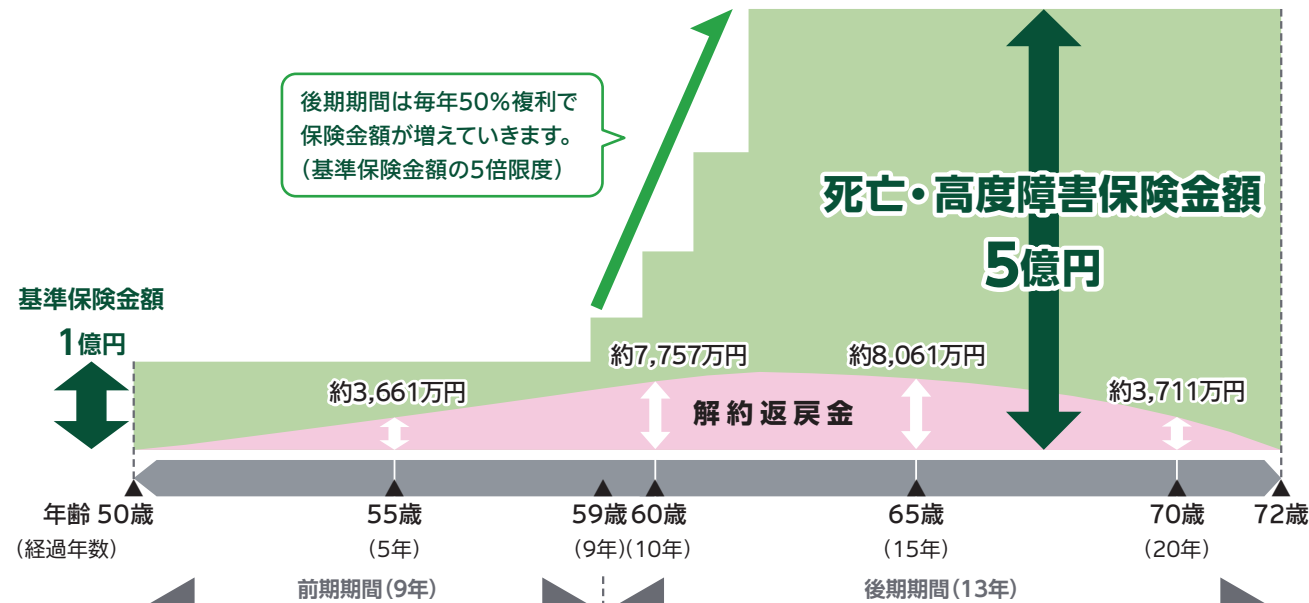 後期期間は毎年50%複利で
保険金額が増えていきます。
(基準保険金額の5倍限度)
死亡・高度障害保険金額
5億円
基準保険金額
1億円
約3,661万円
約7,757万円
約8,061万円
約3,711万円
解約返戻金
年齢 50歳 55歳 59歳 60歳 65歳 70歳 72歳
(経過年数) (5年) (9年) (10年) (15年) (20年)
前期期間(9年) 後期期間(13年)